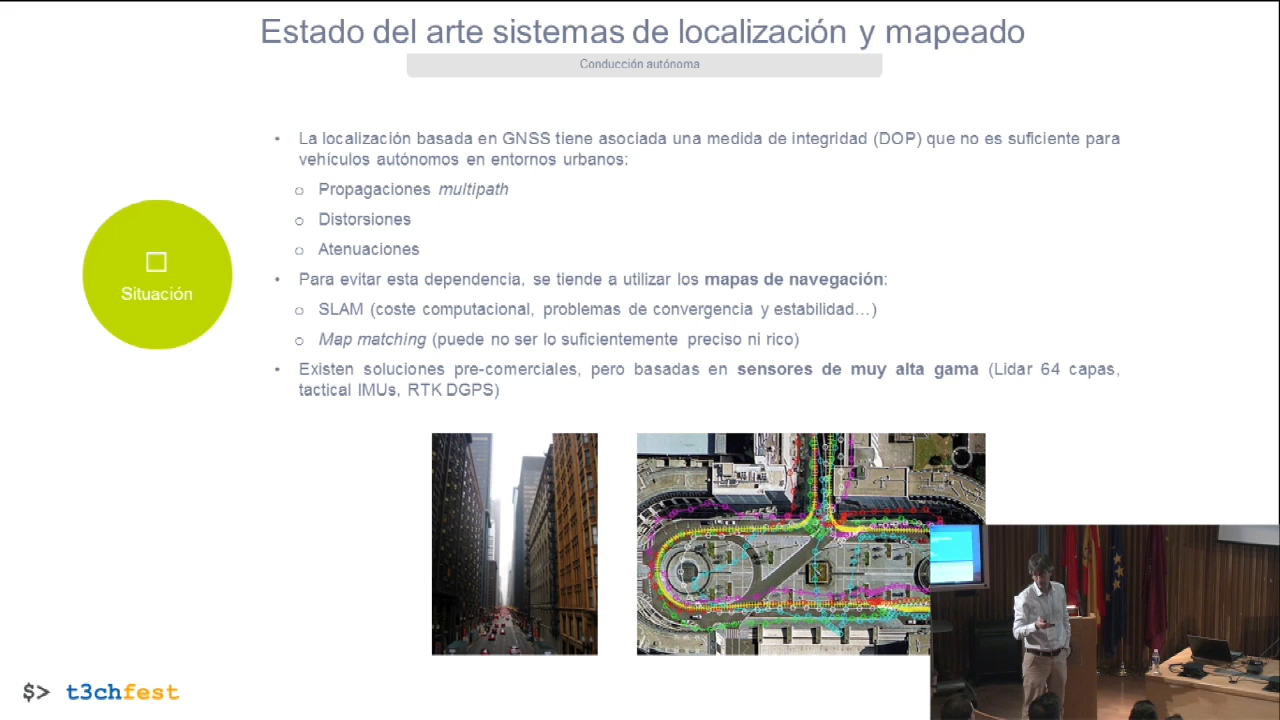 Estado del arte sistemas de localización y mapeado
Conducción autónoma
• La localización basada en GNSS tiene asociada una medida de integridad (DOP) que no es suficiente para
vehículos autónomos en entornos urbanos:
o Propagaciones multipath
o Distorsiones
o Atenuaciones
• Para evitar esta dependencia, se tiende a utilizar los mapas de navegación:
o SLAM (coste computacional, problemas de convergencia y estabilidad…)
o Map matching (puede no ser lo suficientemente preciso ni rico)
• Existen soluciones pre-comerciales, pero basadas en sensores de muy alta gama (Lidar 64 capas,
tactical IMUs, RTK DGPS)
Situación
$> t3chfest